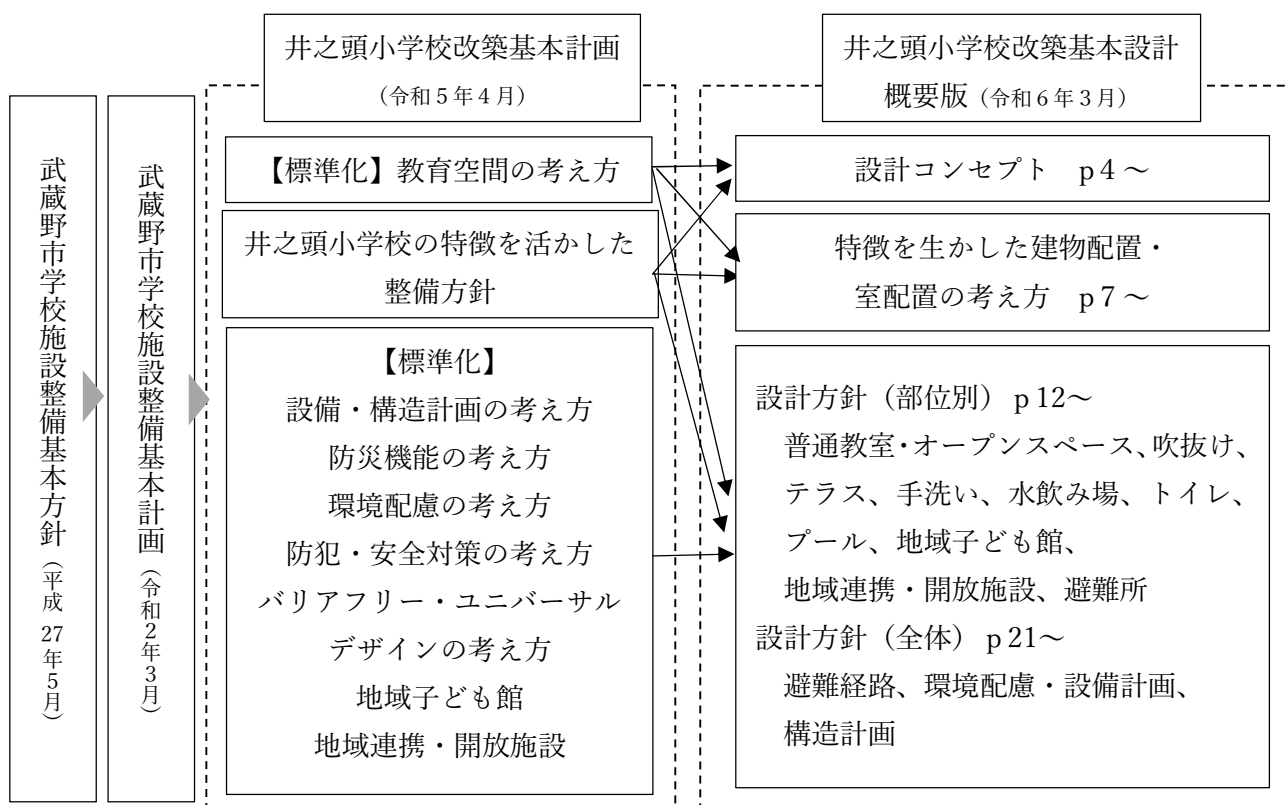 武蔵野市学校施設整備基本方針（平成27年5月）
武蔵野市学校施設整備基本計画（令和2年3月）
井之頭小学校改築基本計画
（令和5年4月）
【標準化】教育空間の考え方
井之頭小学校の特徴を活かした
整備方針
【標準化】
設備・構造計画の考え方
防災機能の考え方
環境配慮の考え方
防犯・安全対策の考え方
バリアフリー・ユニバーサル
デザインの考え方
地域子ども館
地域連携・開放施設
井之頭小学校改築基本設計
概要版（令和6年3月）
設計コンセプト　p4～
特徴を生かした建物配置・
室配置の考え方　p7～
設計方針（部位別）p12～
普通教室・オープンスペース、吹抜け、
テラス、手洗い、水飲み場、トイレ、
プール、地域子ども館、
地域連携・開放施設、避難所
設計方針（全体）p21～
避難経路、環境配慮・設備計画、
構造計画